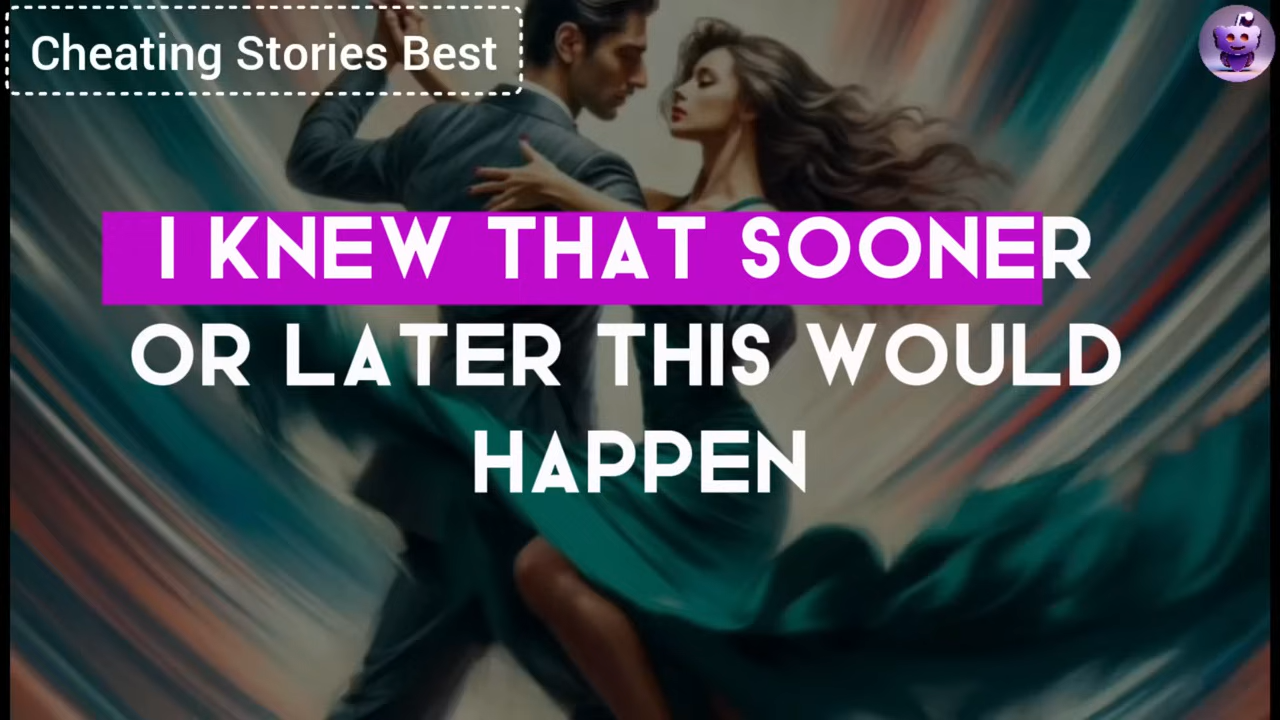 Cheating Stories Best
I KNEW THAT SOONER
OR LATER THIS WOULD
HAPPEN